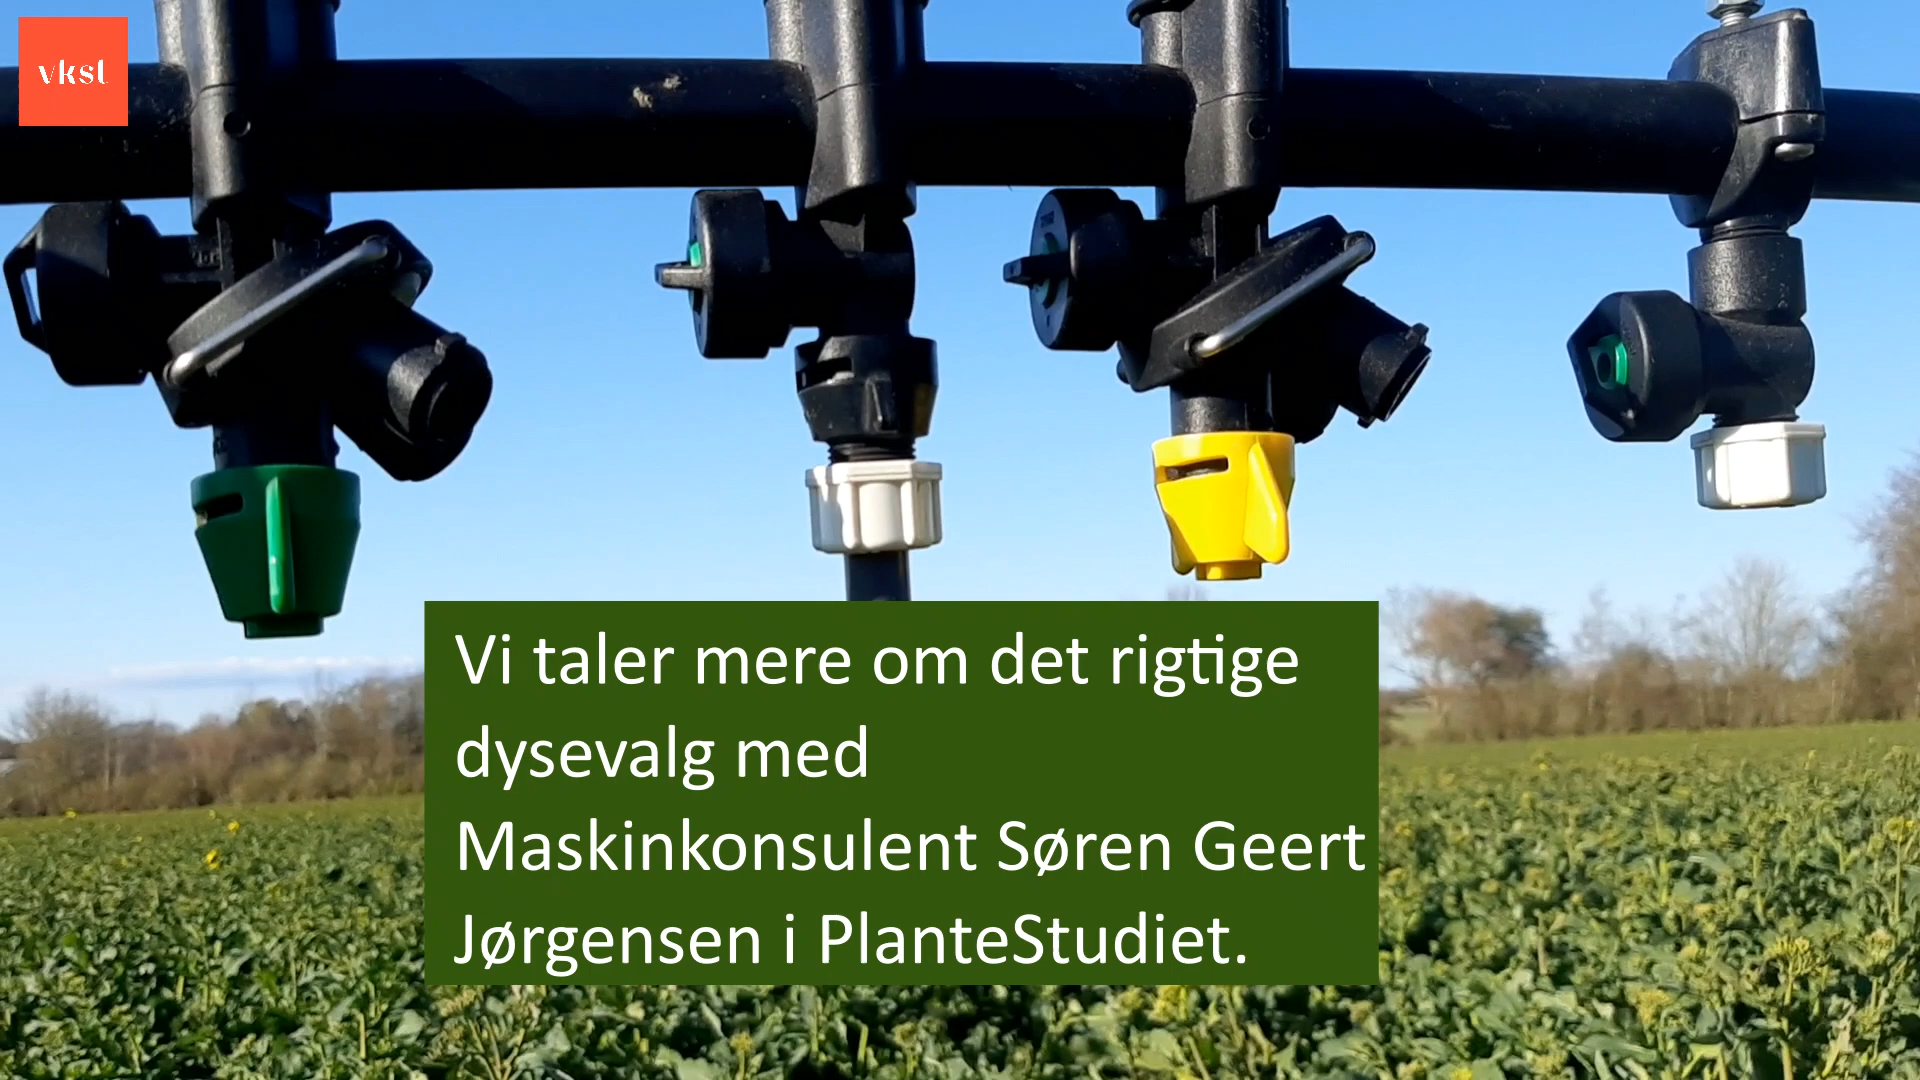 vkst
Vi taler mere om det rigtige
dysevalg med
Maskinkonsulent Søren Geert
Jørgensen i PlanteStudiet.